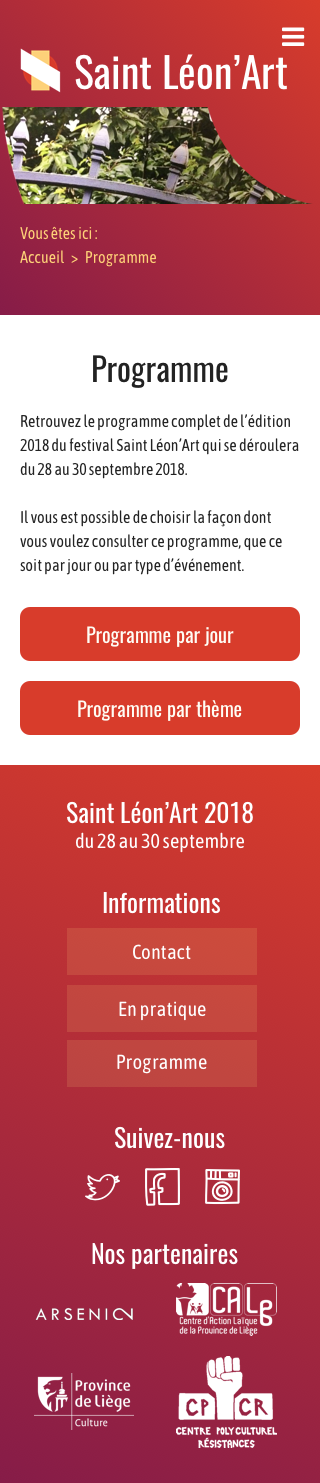 Saint Léon’Art
Vous êtes ici :
Accueil > Programme
Programme
Retrouvez le programme complet de l’édition
2018 du festival Saint Léon’Art qui se déroulera
du 28 au 30 septembre 2018.
Il vous est possible de choisir la façon dont
vous voulez consulter ce programme, que ce
soit par jour ou par type d’événement.
Programme par jour
Programme par thème
Saint Léon’Art 2018
du 28 au 30 septembre
Informations
Contact
En pratique
Programme
Suivez-nous
Nos partenaires
ARSENIC2
CALg
Centre d’Action Laïque
de la Province de Liège
Province
de Liège
Culture
CPCR
CENTRE POLYCULTUREL
RÉSISTANCES